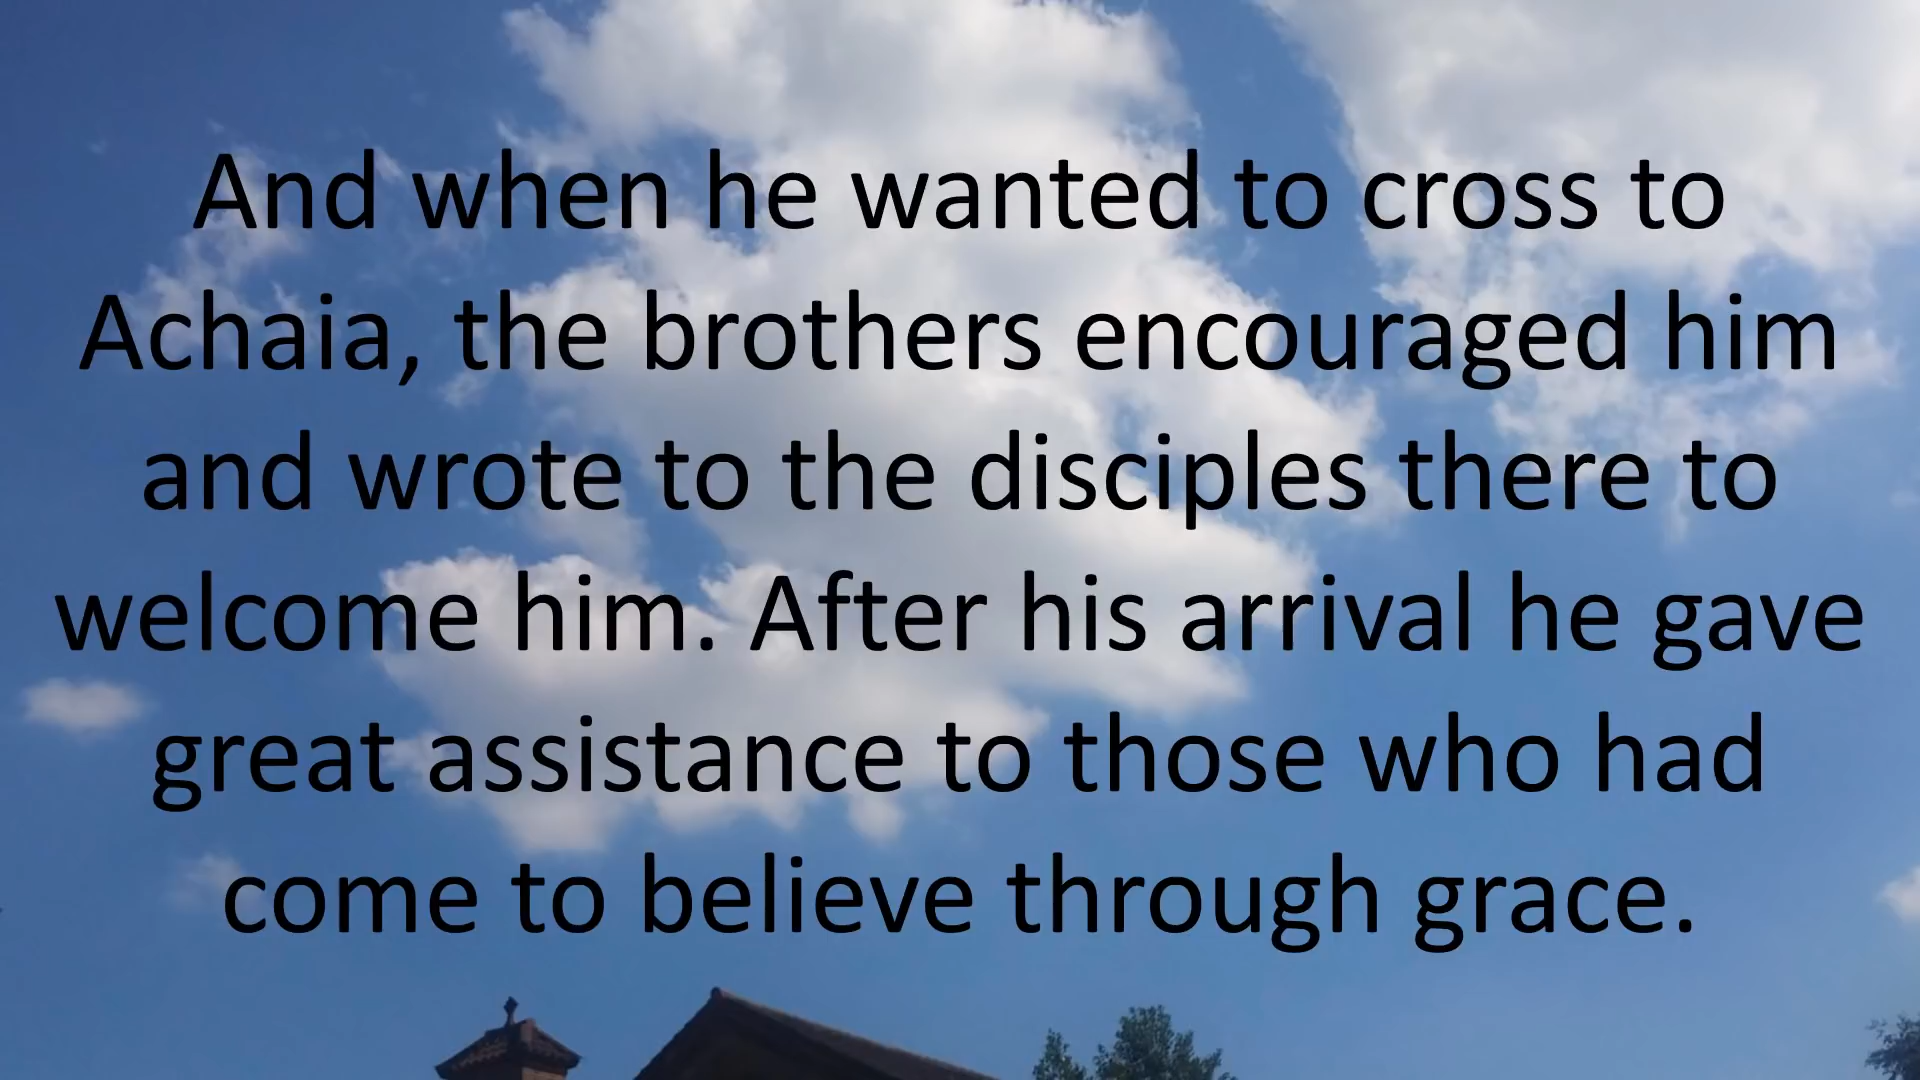 And when he wanted to cross to
Achaia, the brothers encouraged him
and wrote to the disciples there to
welcome him. After his arrival he gave
great assistance to those who had
come to believe through grace.